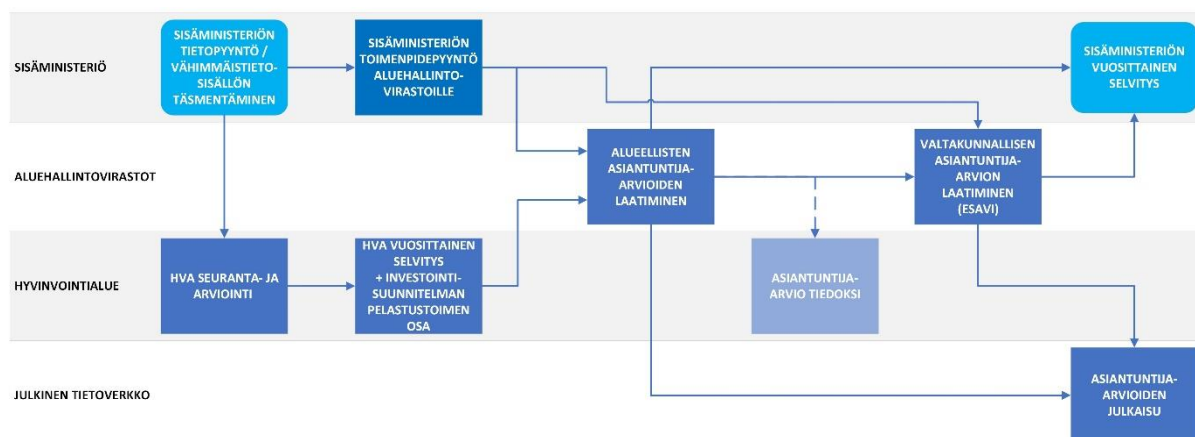 SISÄMINISTERIÖ
SISÄMINISTERIÖN
TIETOPYYNTÖ /
VÄHIMMÄISTIETO-
SISÄLLÖN
TÄSMENTÄMINEN
SISÄMINISTERIÖN
TOIMENPIDEPYYNTÖ
ALUEHALLINTO-
VIRASTOILLE
SISÄMINISTERIÖN
VUOSITTAINEN
SELVITYS
ALUEHALLINTOVIRASTOT
ALUEELLISTEN
ASIANTUNTIJA-
ARVIOIDEN
LAATIMINEN
VALTAKUNNALLISEN
ASIANTUNTIJA-
ARVION
LAATIMINEN
(ESAVI)
HYVINVOINTIALUE
HVA SEURANTA- JA
ARVIOINTI
HVA VUOSITTAINEN
SELVITYS
+ INVESTOINTI-
SUUNNITELMAN
PELASTUSTOIMEN
OSA
ASIANTUNTIJA-
ARVIO TIEDOKSI
JULKINEN TIETOVERKKO
ASIANTUNTIJA-
ARVIOIDEN
JULKAISU